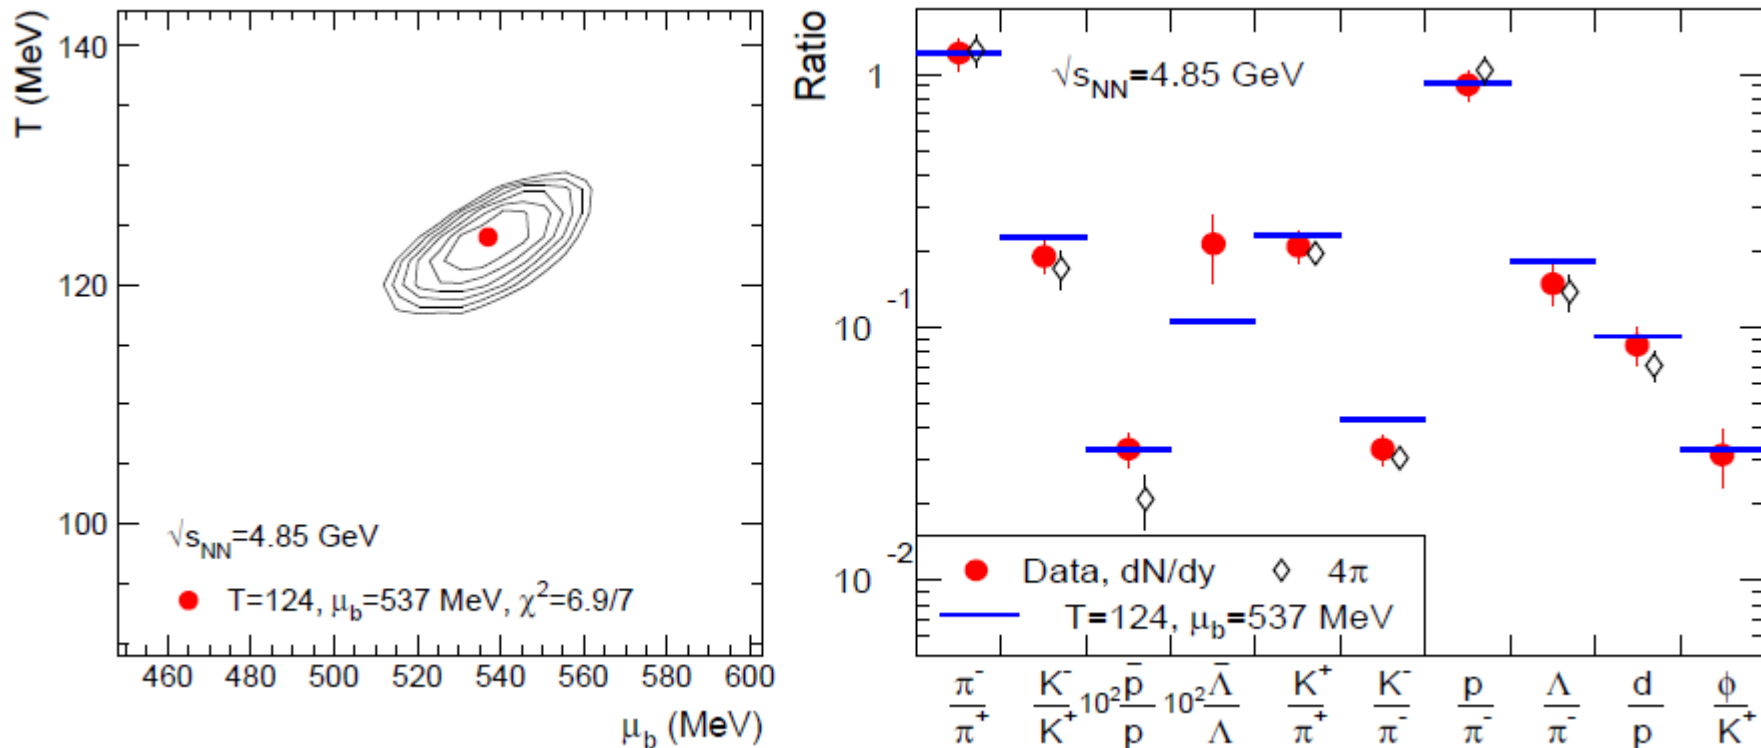 T (MeV)
140
120
100
√sNN=4.85 GeV
T=124, μb=537 MeV, χ²=6.9/7
460 480 500 520 540 560 580 600
μb (MeV)
Ratio
1
10⁻¹
10⁻²
√sNN=4.85 GeV
Data, dN/dy 4π
T=124, μb=537 MeV
π⁻ K⁻ p̄ Λ̄ K⁺ K⁻ p Λ d ϕ
10² 10²
π⁺ K⁺ p Λ π⁺ π⁻ π⁻ π⁻ p K⁺